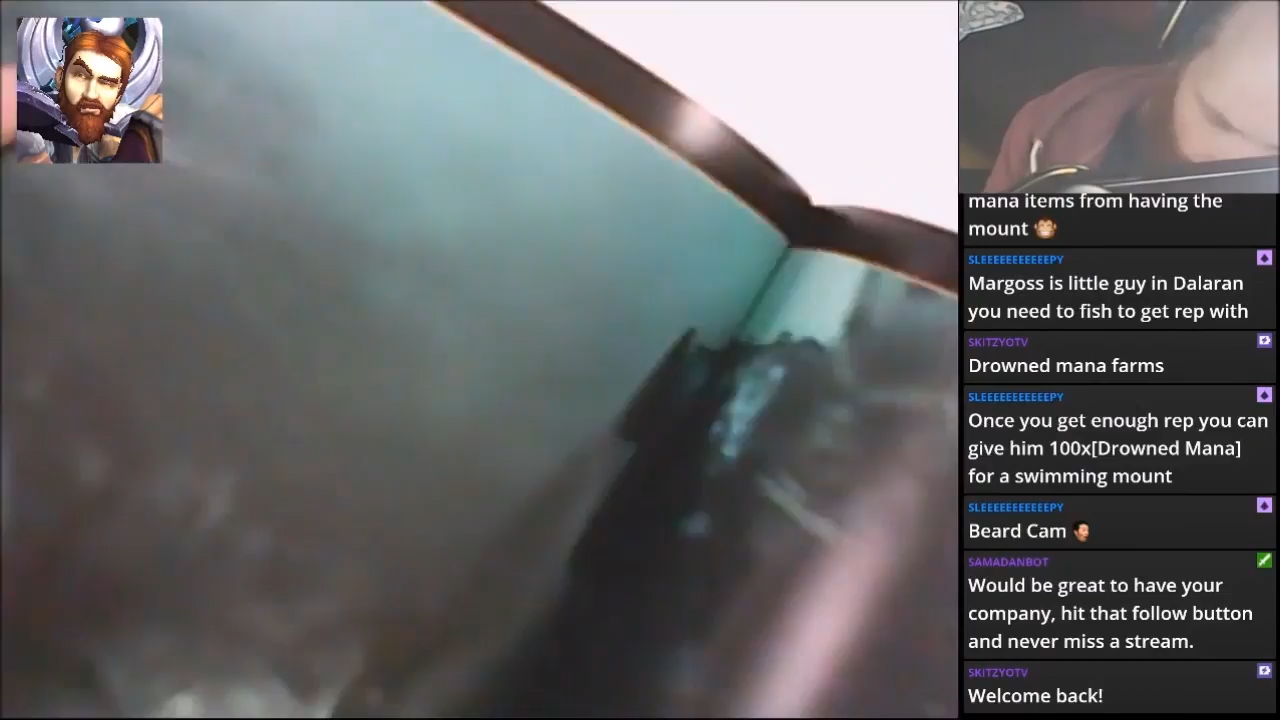 mana items from having the
mount
SLEEEEEEEEEEPY
Margoss is little guy in Dalaran
you need to fish to get rep with
SKITZYOTV
Drowned mana farms
SLEEEEEEEEEEPY
Once you get enough rep you can
give him 100x[Drowned Mana]
for a swimming mount
SLEEEEEEEEEEPY
Beard Cam
SAMADANBOT
Would be great to have your
company, hit that follow button
and never miss a stream.
SKITZYOTV
Welcome back!